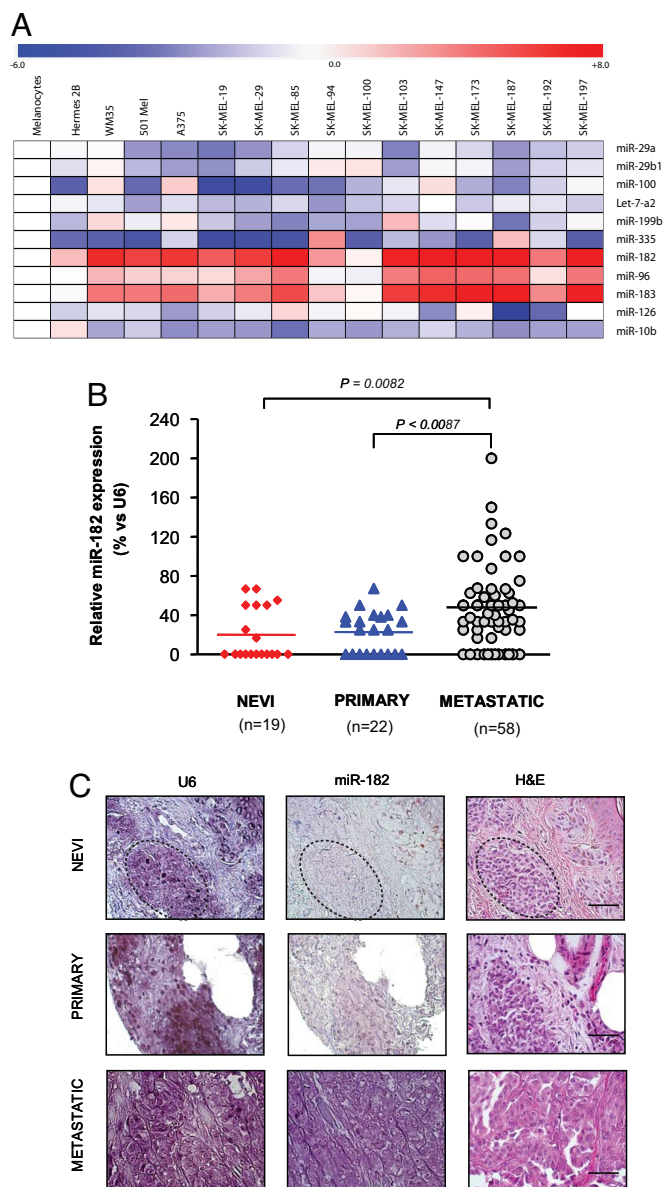 A
-6.0 0.0 +8.0
Melanocytes
Hermes 2B
WM35
501 Mel
A375
SK-MEL-19
SK-MEL-29
SK-MEL-85
SK-MEL-94
SK-MEL-100
SK-MEL-103
SK-MEL-147
SK-MEL-173
SK-MEL-187
SK-MEL-192
SK-MEL-197
miR-29a
miR-29b1
miR-100
Let-7-a2
miR-199b
miR-335
miR-182
miR-96
miR-183
miR-126
miR-10b
B
P = 0.0082
P < 0.0087
Relative miR-182 expression
(% vs U6)
240
200
160
120
80
40
0
NEVI PRIMARY METASTATIC
(n=19) (n=22) (n=58)
C
U6 miR-182 H&E
NEVI
PRIMARY
METASTATIC